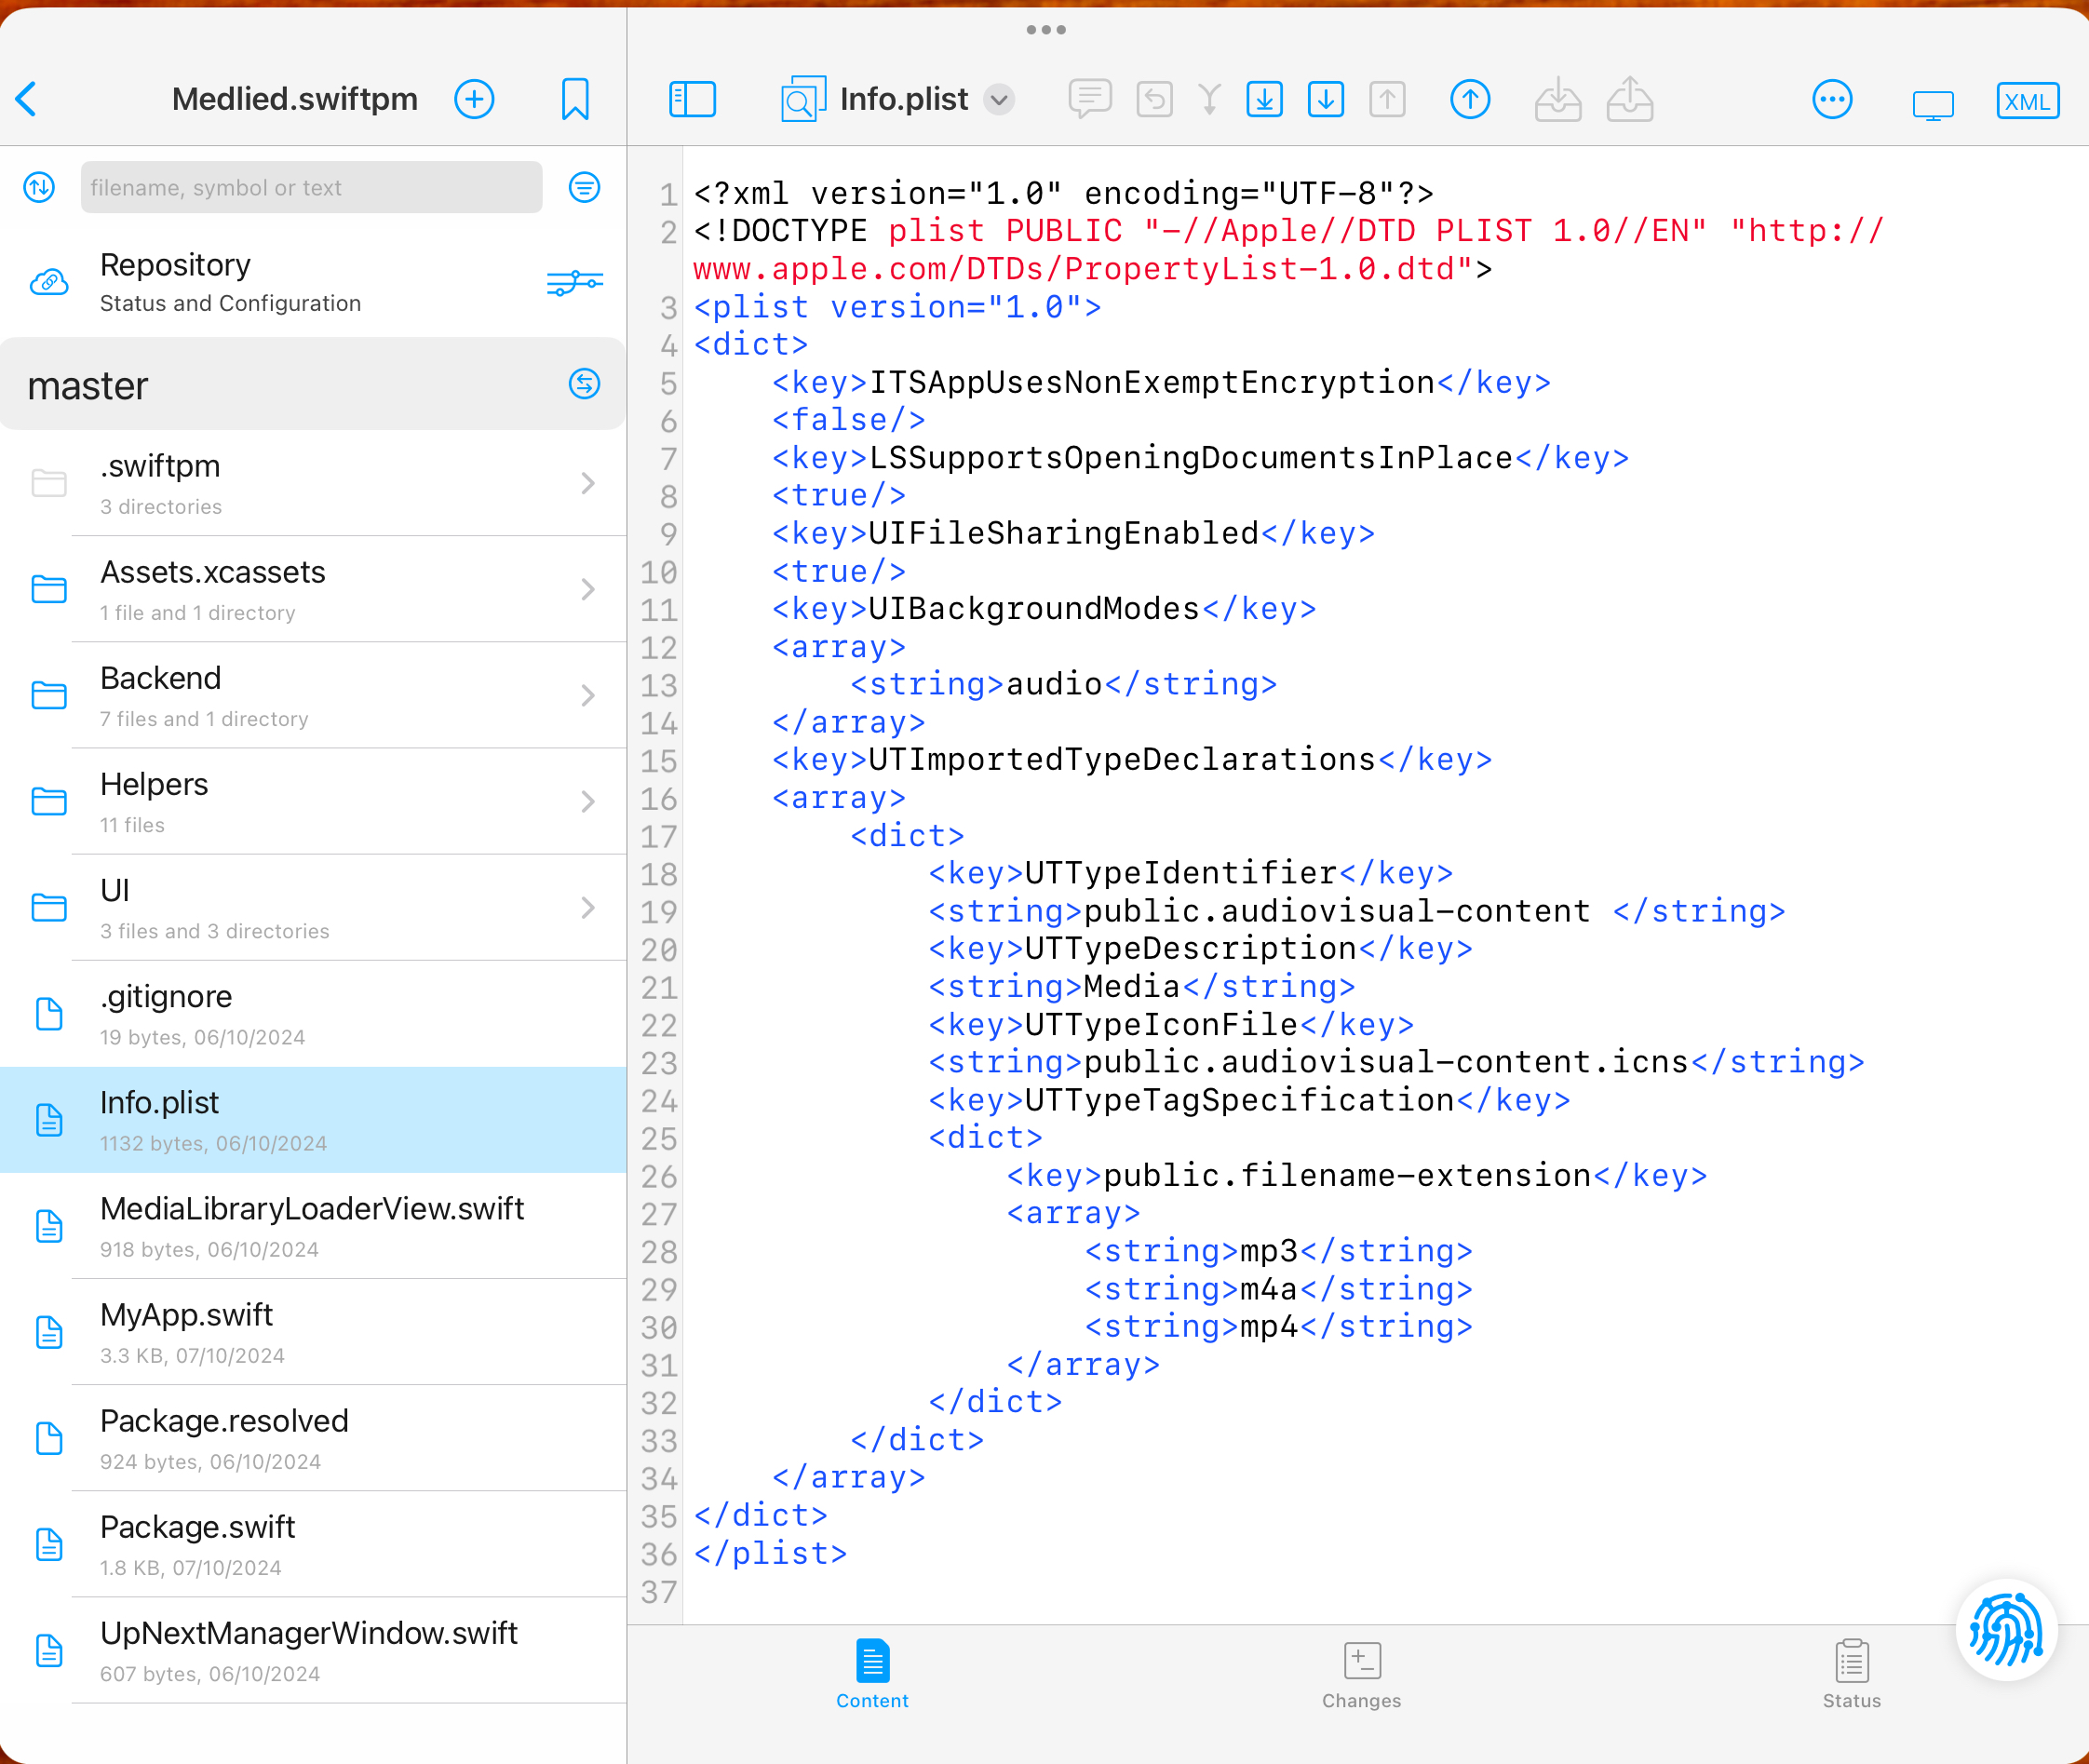 Medlied.swiftpm
filename, symbol or text
Repository
Status and Configuration
master
.swiftpm
3 directories
Assets.xcassets
1 file and 1 directory
Backend
7 files and 1 directory
Helpers
11 files
UI
3 files and 3 directories
.gitignore
19 bytes, 06/10/2024
Info.plist
1132 bytes, 06/10/2024
MediaLibraryLoaderView.swift
918 bytes, 06/10/2024
MyApp.swift
3.3 KB, 07/10/2024
Package.resolved
924 bytes, 06/10/2024
Package.swift
1.8 KB, 07/10/2024
UpNextManagerWindow.swift
607 bytes, 06/10/2024
Info.plist
XML
1 <?xml version="1.0" encoding="UTF-8"?>
2 <!DOCTYPE plist PUBLIC "-//Apple//DTD PLIST 1.0//EN" "http://
www.apple.com/DTDs/PropertyList-1.0.dtd">
3 <plist version="1.0">
4 <dict>
5     <key>ITSAppUsesNonExemptEncryption</key>
6     <false/>
7     <key>LSSupportsOpeningDocumentsInPlace</key>
8     <true/>
9     <key>UIFileSharingEnabled</key>
10     <true/>
11     <key>UIBackgroundModes</key>
12     <array>
13         <string>audio</string>
14     </array>
15     <key>UTImportedTypeDeclarations</key>
16     <array>
17         <dict>
18             <key>UTTypeIdentifier</key>
19             <string>public.audiovisual-content </string>
20             <key>UTTypeDescription</key>
21             <string>Media</string>
22             <key>UTTypeIconFile</key>
23             <string>public.audiovisual-content.icns</string>
24             <key>UTTypeTagSpecification</key>
25             <dict>
26                 <key>public.filename-extension</key>
27                 <array>
28                     <string>mp3</string>
29                     <string>m4a</string>
30                     <string>mp4</string>
31                 </array>
32             </dict>
33         </dict>
34     </array>
35 </dict>
36 </plist>
37
Content
Changes
Status